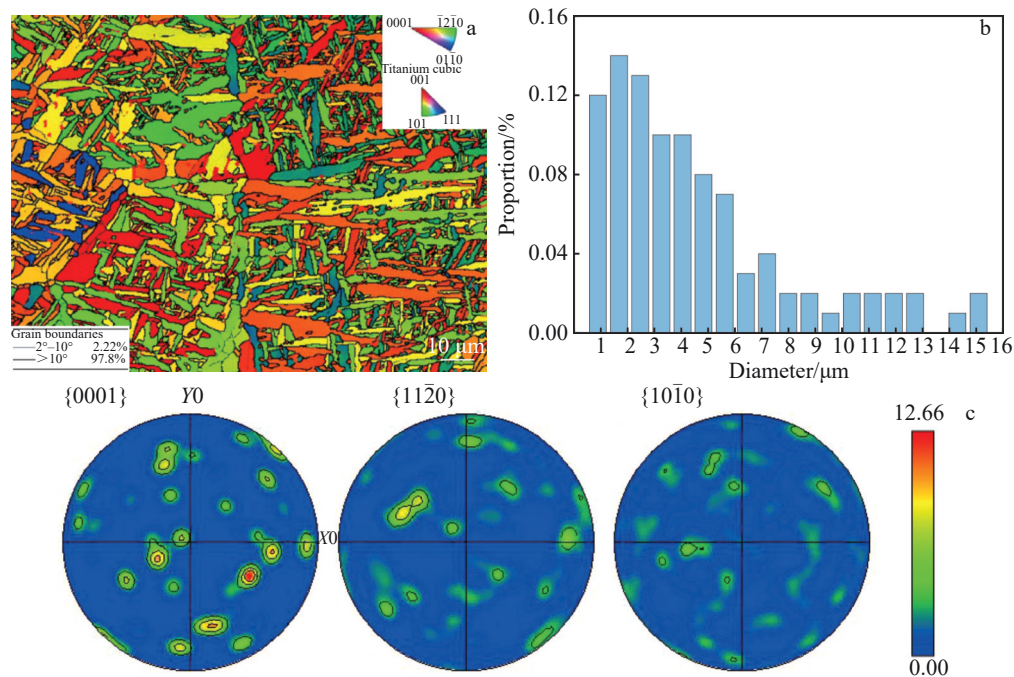 a
0001
1̅21̅0
011̅0
Titanium cubic
001
101
111
Grain boundaries
2°–10° 2.22%
>10° 97.8%
10 μm
b
Proportion/%
0.16
0.12
0.08
0.04
0.00
1 2 3 4 5 6 7 8 9 10 11 12 13 14 15 16
Diameter/μm
{0001}
Y0
X0
{112̅0}
{101̅0}
12.66
c
0.00